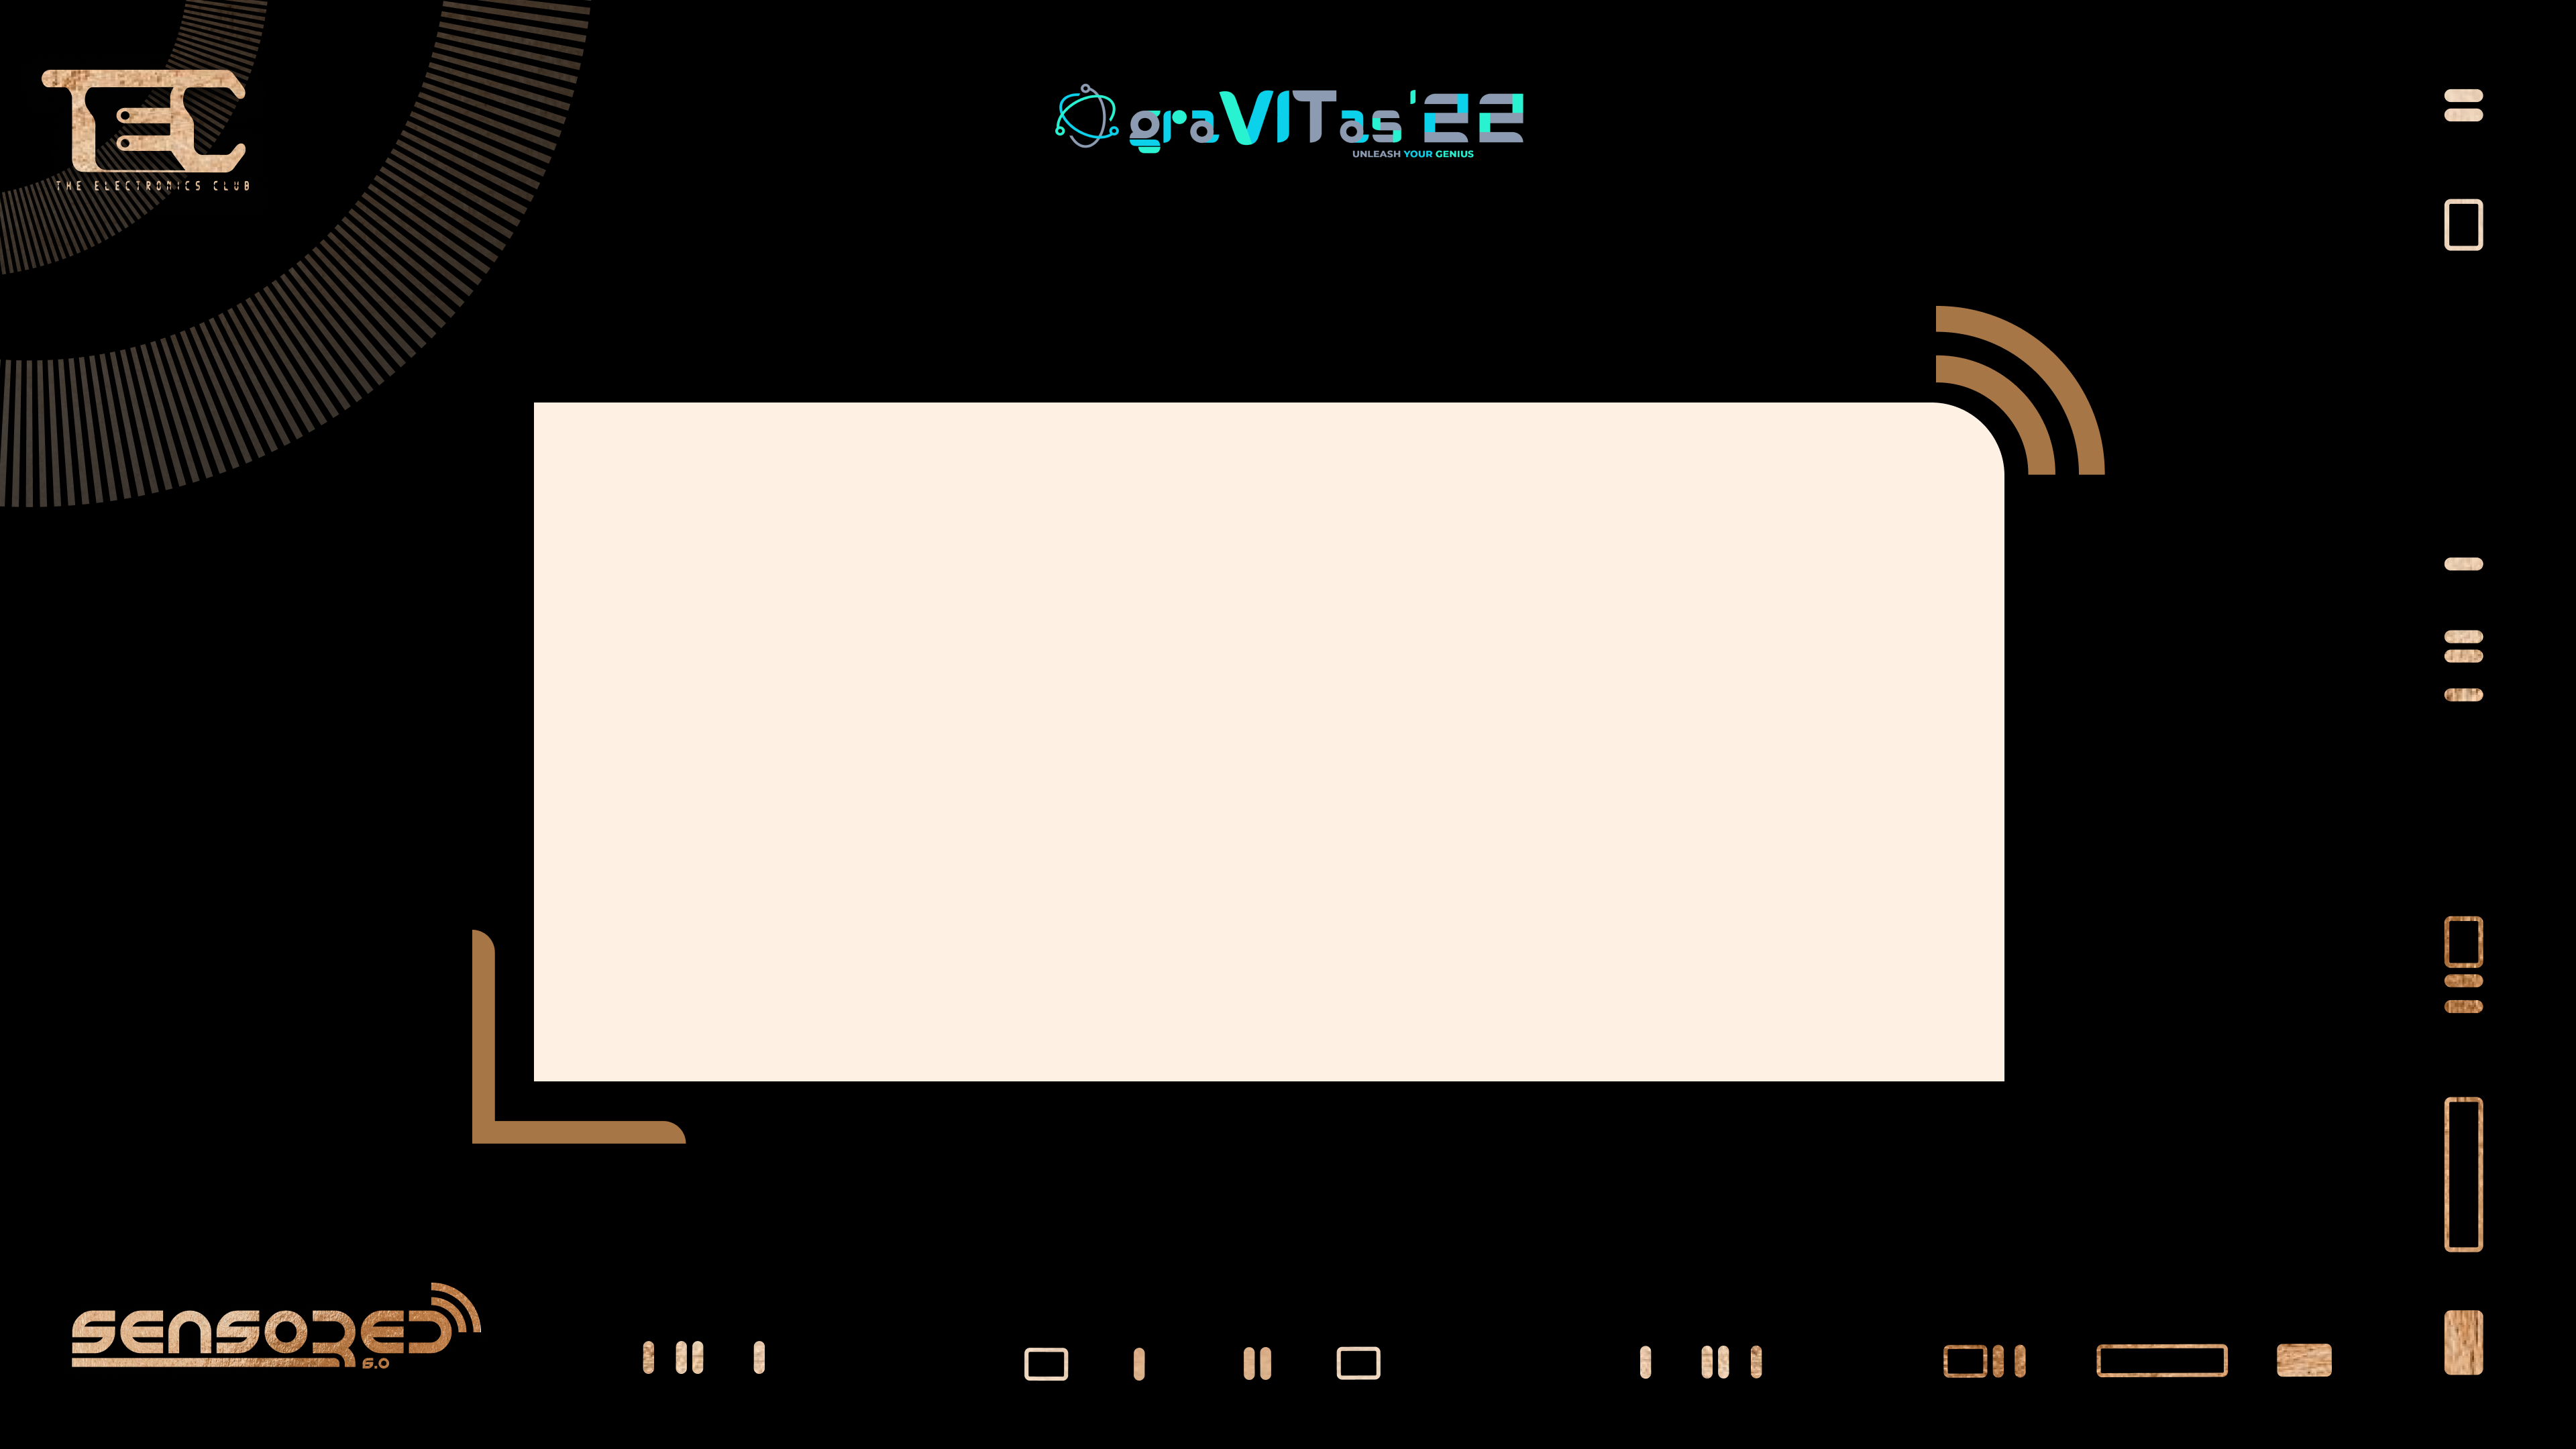 TEC
THE ELECTRONICS CLUB
graVITas'22
UNLEASH YOUR GENIUS
SENSORED
6.0